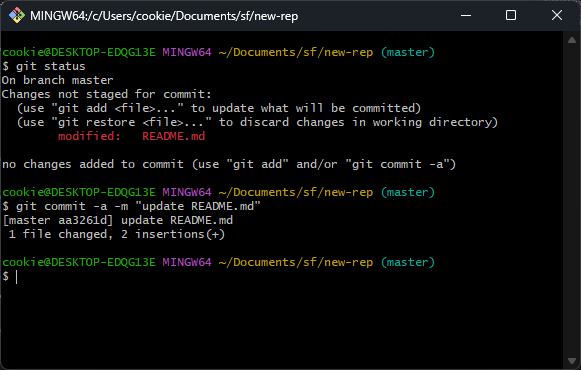 MINGW64:/c/Users/cookie/Documents/sf/new-rep
cookie@DESKTOP-EDQG13E MINGW64 ~/Documents/sf/new-rep (master)
$ git status
On branch master
Changes not staged for commit:
  (use "git add <file>..." to update what will be committed)
  (use "git restore <file>..." to discard changes in working directory)
        modified:   README.md
no changes added to commit (use "git add" and/or "git commit -a")
cookie@DESKTOP-EDQG13E MINGW64 ~/Documents/sf/new-rep (master)
$ git commit -a -m "update README.md"
[master aa3261d] update README.md
 1 file changed, 2 insertions(+)
cookie@DESKTOP-EDQG13E MINGW64 ~/Documents/sf/new-rep (master)
$